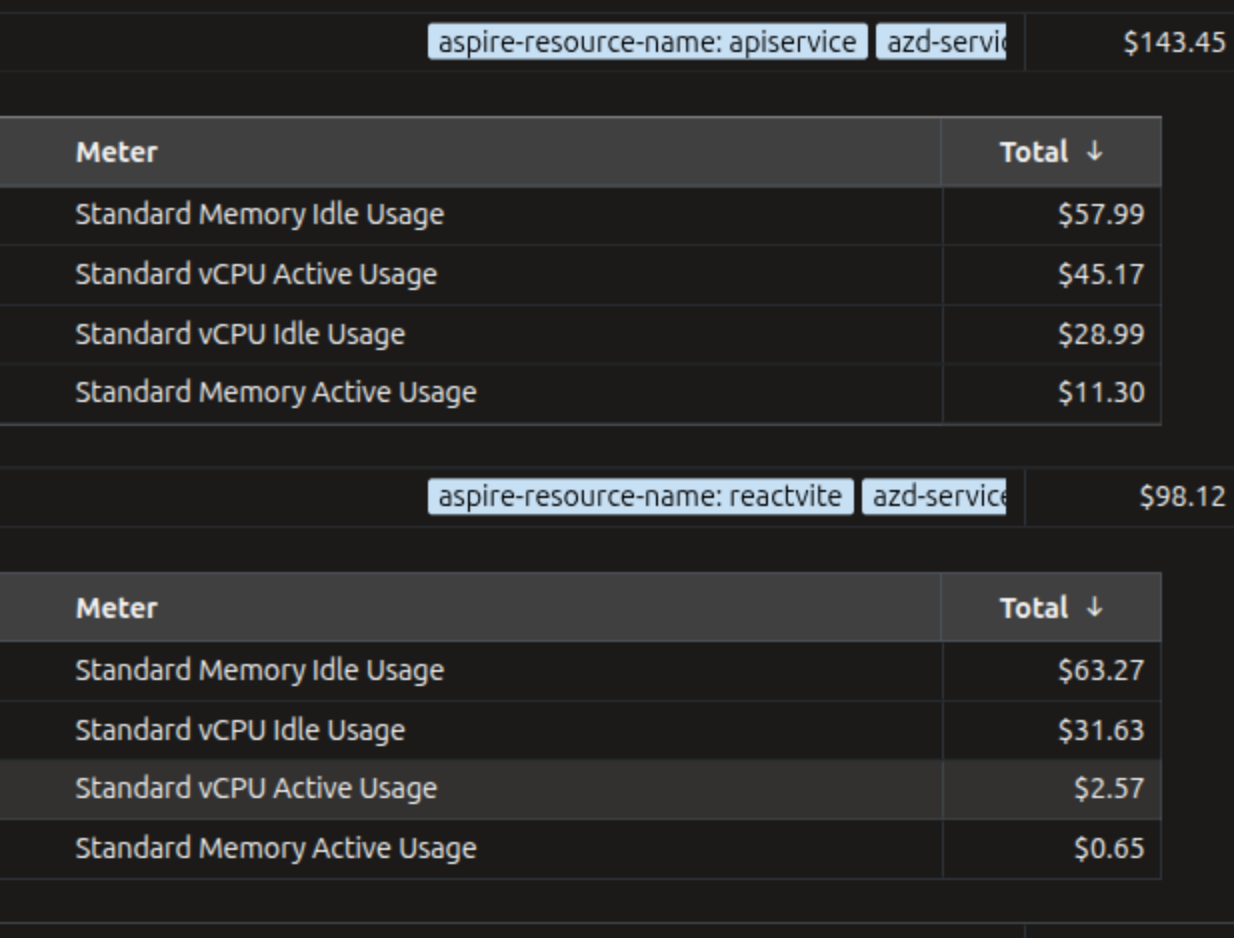 aspire-resource-name: apiservice azd-servic $143.45
Meter Total ↓
Standard Memory Idle Usage $57.99
Standard vCPU Active Usage $45.17
Standard vCPU Idle Usage $28.99
Standard Memory Active Usage $11.30
aspire-resource-name: reactvite azd-service $98.12
Meter Total ↓
Standard Memory Idle Usage $63.27
Standard vCPU Idle Usage $31.63
Standard vCPU Active Usage $2.57
Standard Memory Active Usage $0.65